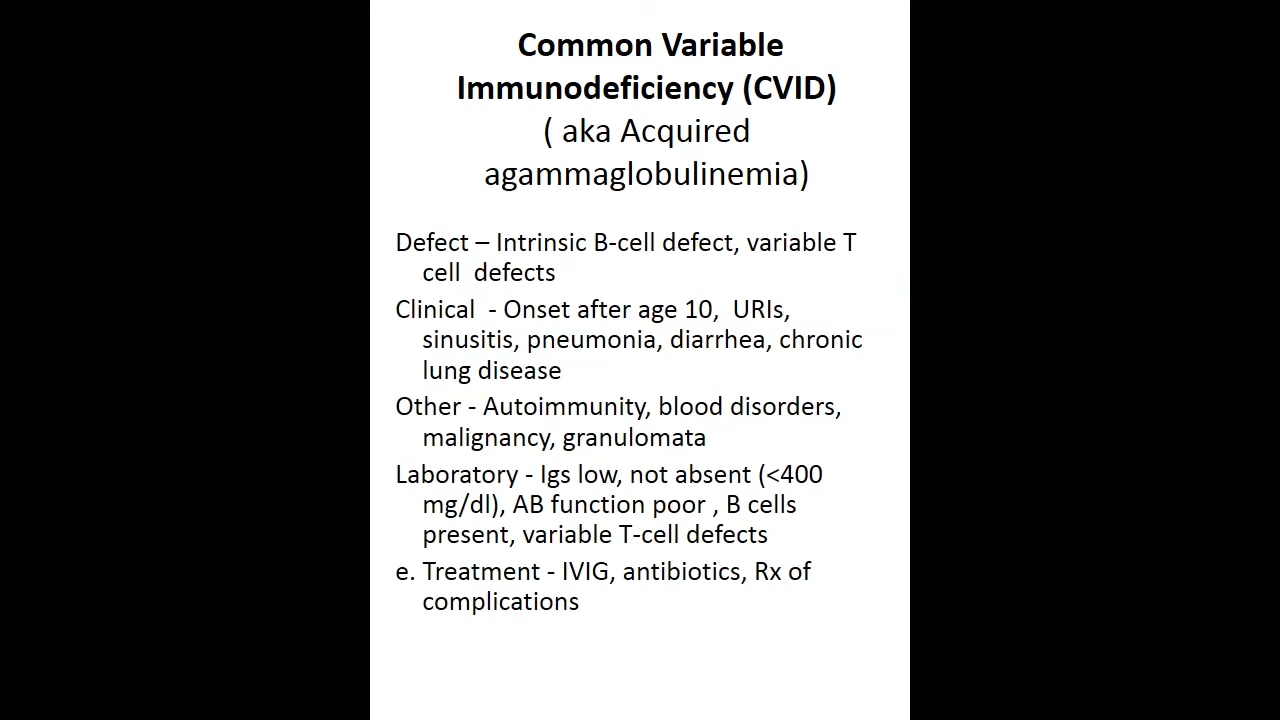 Common Variable
Immunodeficiency (CVID)
( aka Acquired
agammaglobulinemia)
Defect – Intrinsic B-cell defect, variable T
cell  defects
Clinical  - Onset after age 10,  URIs,
sinusitis, pneumonia, diarrhea, chronic
lung disease
Other - Autoimmunity, blood disorders,
malignancy, granulomata
Laboratory - Igs low, not absent (<400
mg/dl), AB function poor , B cells
present, variable T-cell defects
e. Treatment - IVIG, antibiotics, Rx of
complications